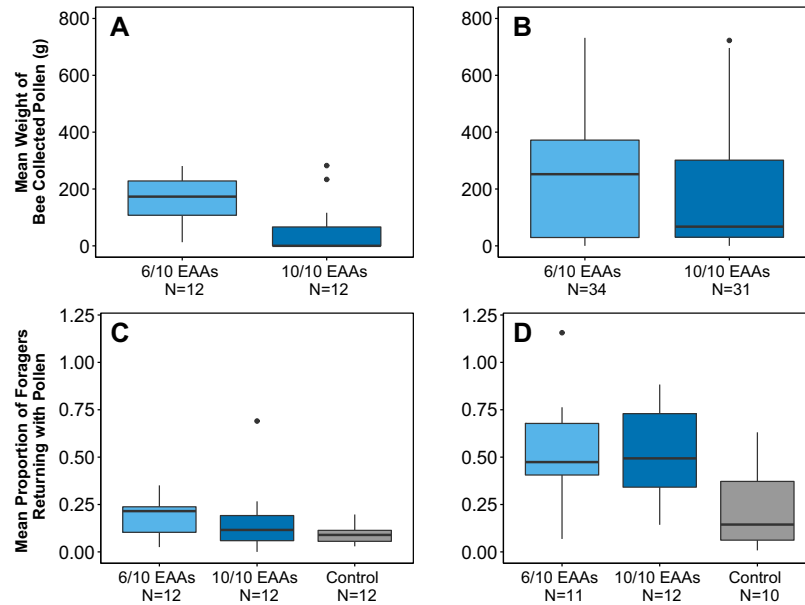 A
B
Mean Weight of
Bee Collected Pollen (g)
800
600
400
200
0
6/10 EAAs
N=12
10/10 EAAs
N=12
800
600
400
200
0
6/10 EAAs
N=34
10/10 EAAs
N=31
C
D
Mean Proportion of Foragers
Returning with Pollen
1.25
1.00
0.75
0.50
0.25
0.00
6/10 EAAs
N=12
10/10 EAAs
N=12
Control
N=12
1.25
1.00
0.75
0.50
0.25
0.00
6/10 EAAs
N=11
10/10 EAAs
N=12
Control
N=10